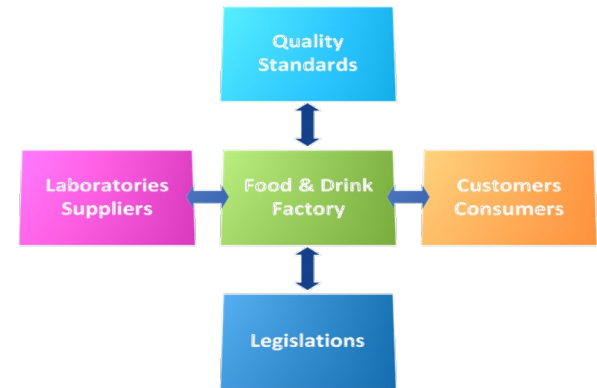 Quality
Standards
Laboratories
Suppliers
Food & Drink
Factory
Customers
Consumers
Legislations